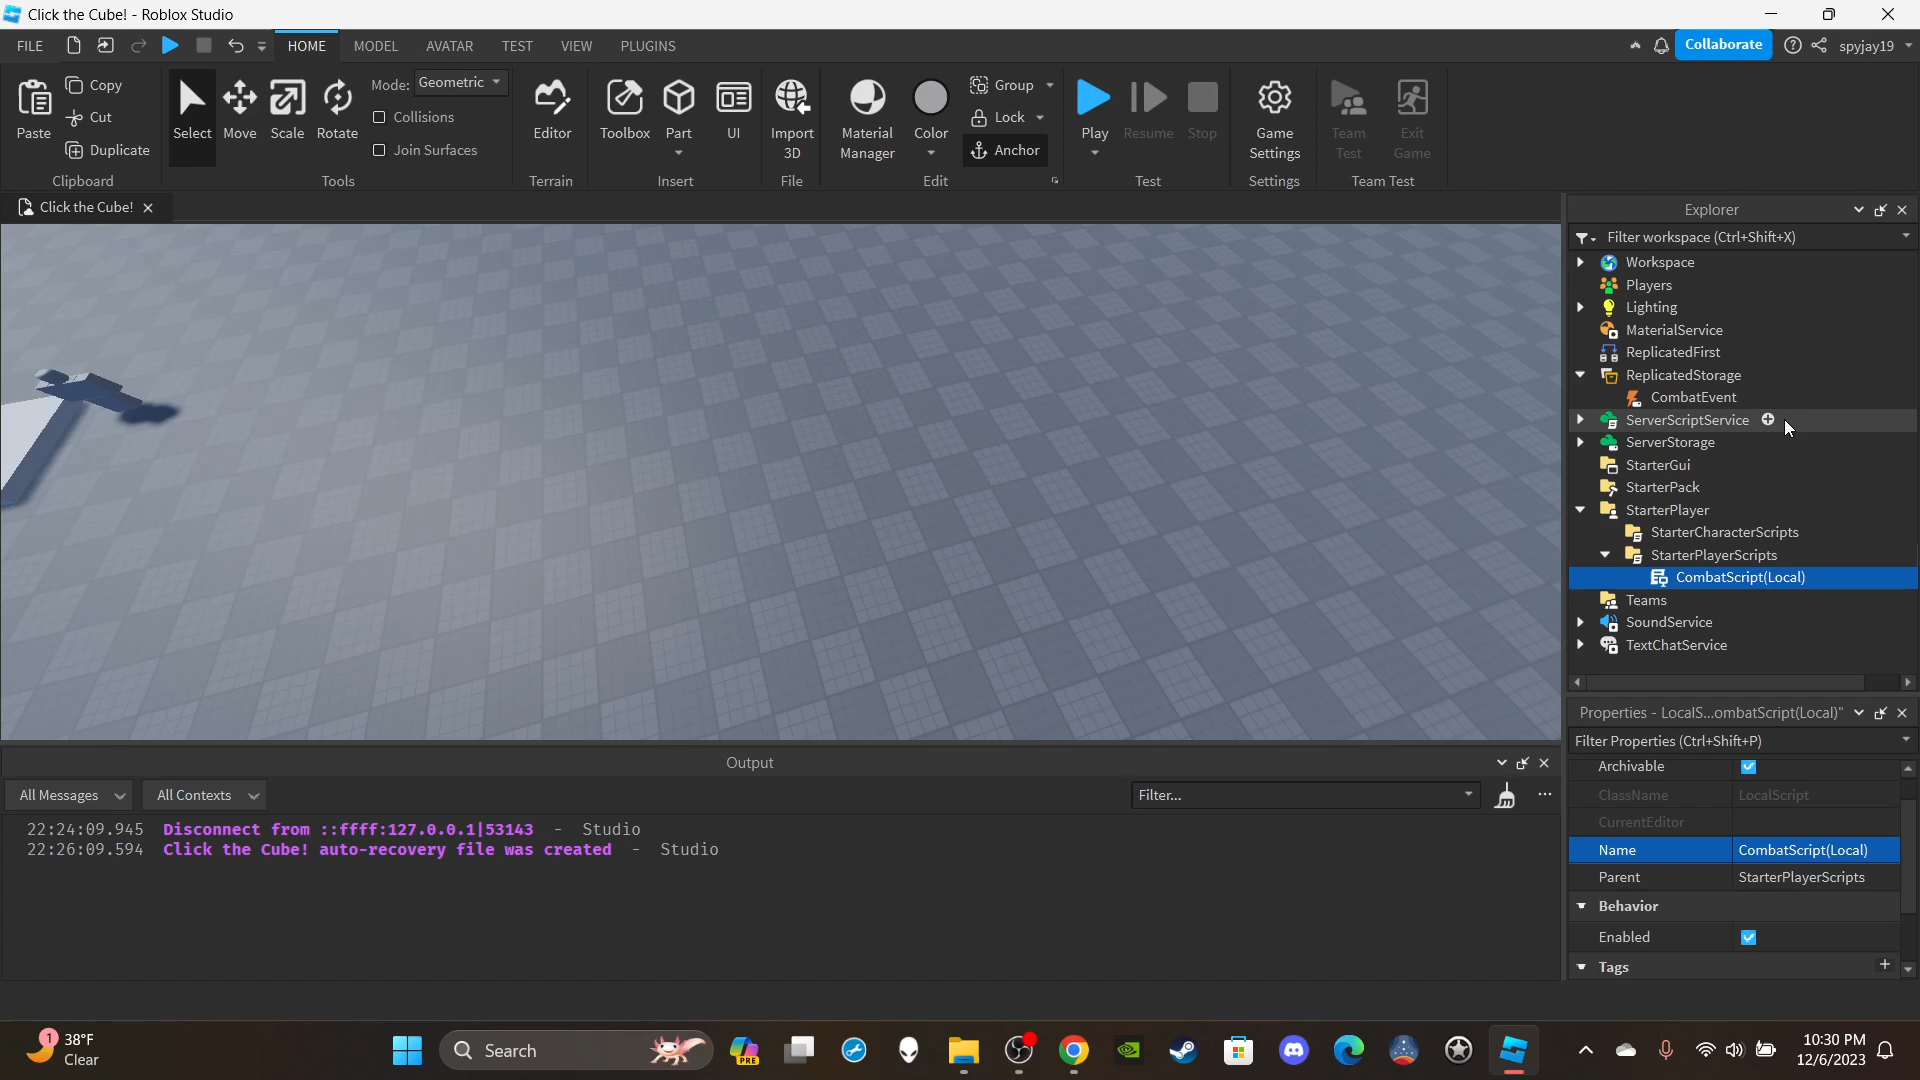 Click the Cube! - Roblox Studio
FILE HOME MODEL AVATAR TEST VIEW PLUGINS Collaborate spyjay19
Paste Copy Cut Duplicate Clipboard
Select Move Scale Rotate Mode: Geometric Collisions Join Surfaces Tools
Editor Terrain
Toolbox Part UI Insert
Import 3D File
Material Manager Color Group Lock Anchor Edit
Play Resume Stop Test
Game Settings Settings
Team Test Exit Game Team Test
Click the Cube!
Explorer
Filter workspace (Ctrl+Shift+X)
Workspace
Players
Lighting
MaterialService
ReplicatedFirst
ReplicatedStorage
CombatEvent
ServerScriptService
ServerStorage
StarterGui
StarterPack
StarterPlayer
StarterCharacterScripts
StarterPlayerScripts
CombatScript(Local)
Teams
SoundService
TextChatService
Properties - LocalS...ombatScript(Local)"
Filter Properties (Ctrl+Shift+P)
Archivable
ClassName LocalScript
CurrentEditor
Name CombatScript(Local)
Parent StarterPlayerScripts
Behavior
Enabled
Tags
Output
All Messages All Contexts Filter...
22:24:09.945 Disconnect from ::ffff:127.0.0.1|53143 - Studio
22:26:09.594 Click the Cube! auto-recovery file was created - Studio
1 38°F
Clear
Search
PRE
10:30 PM
12/6/2023